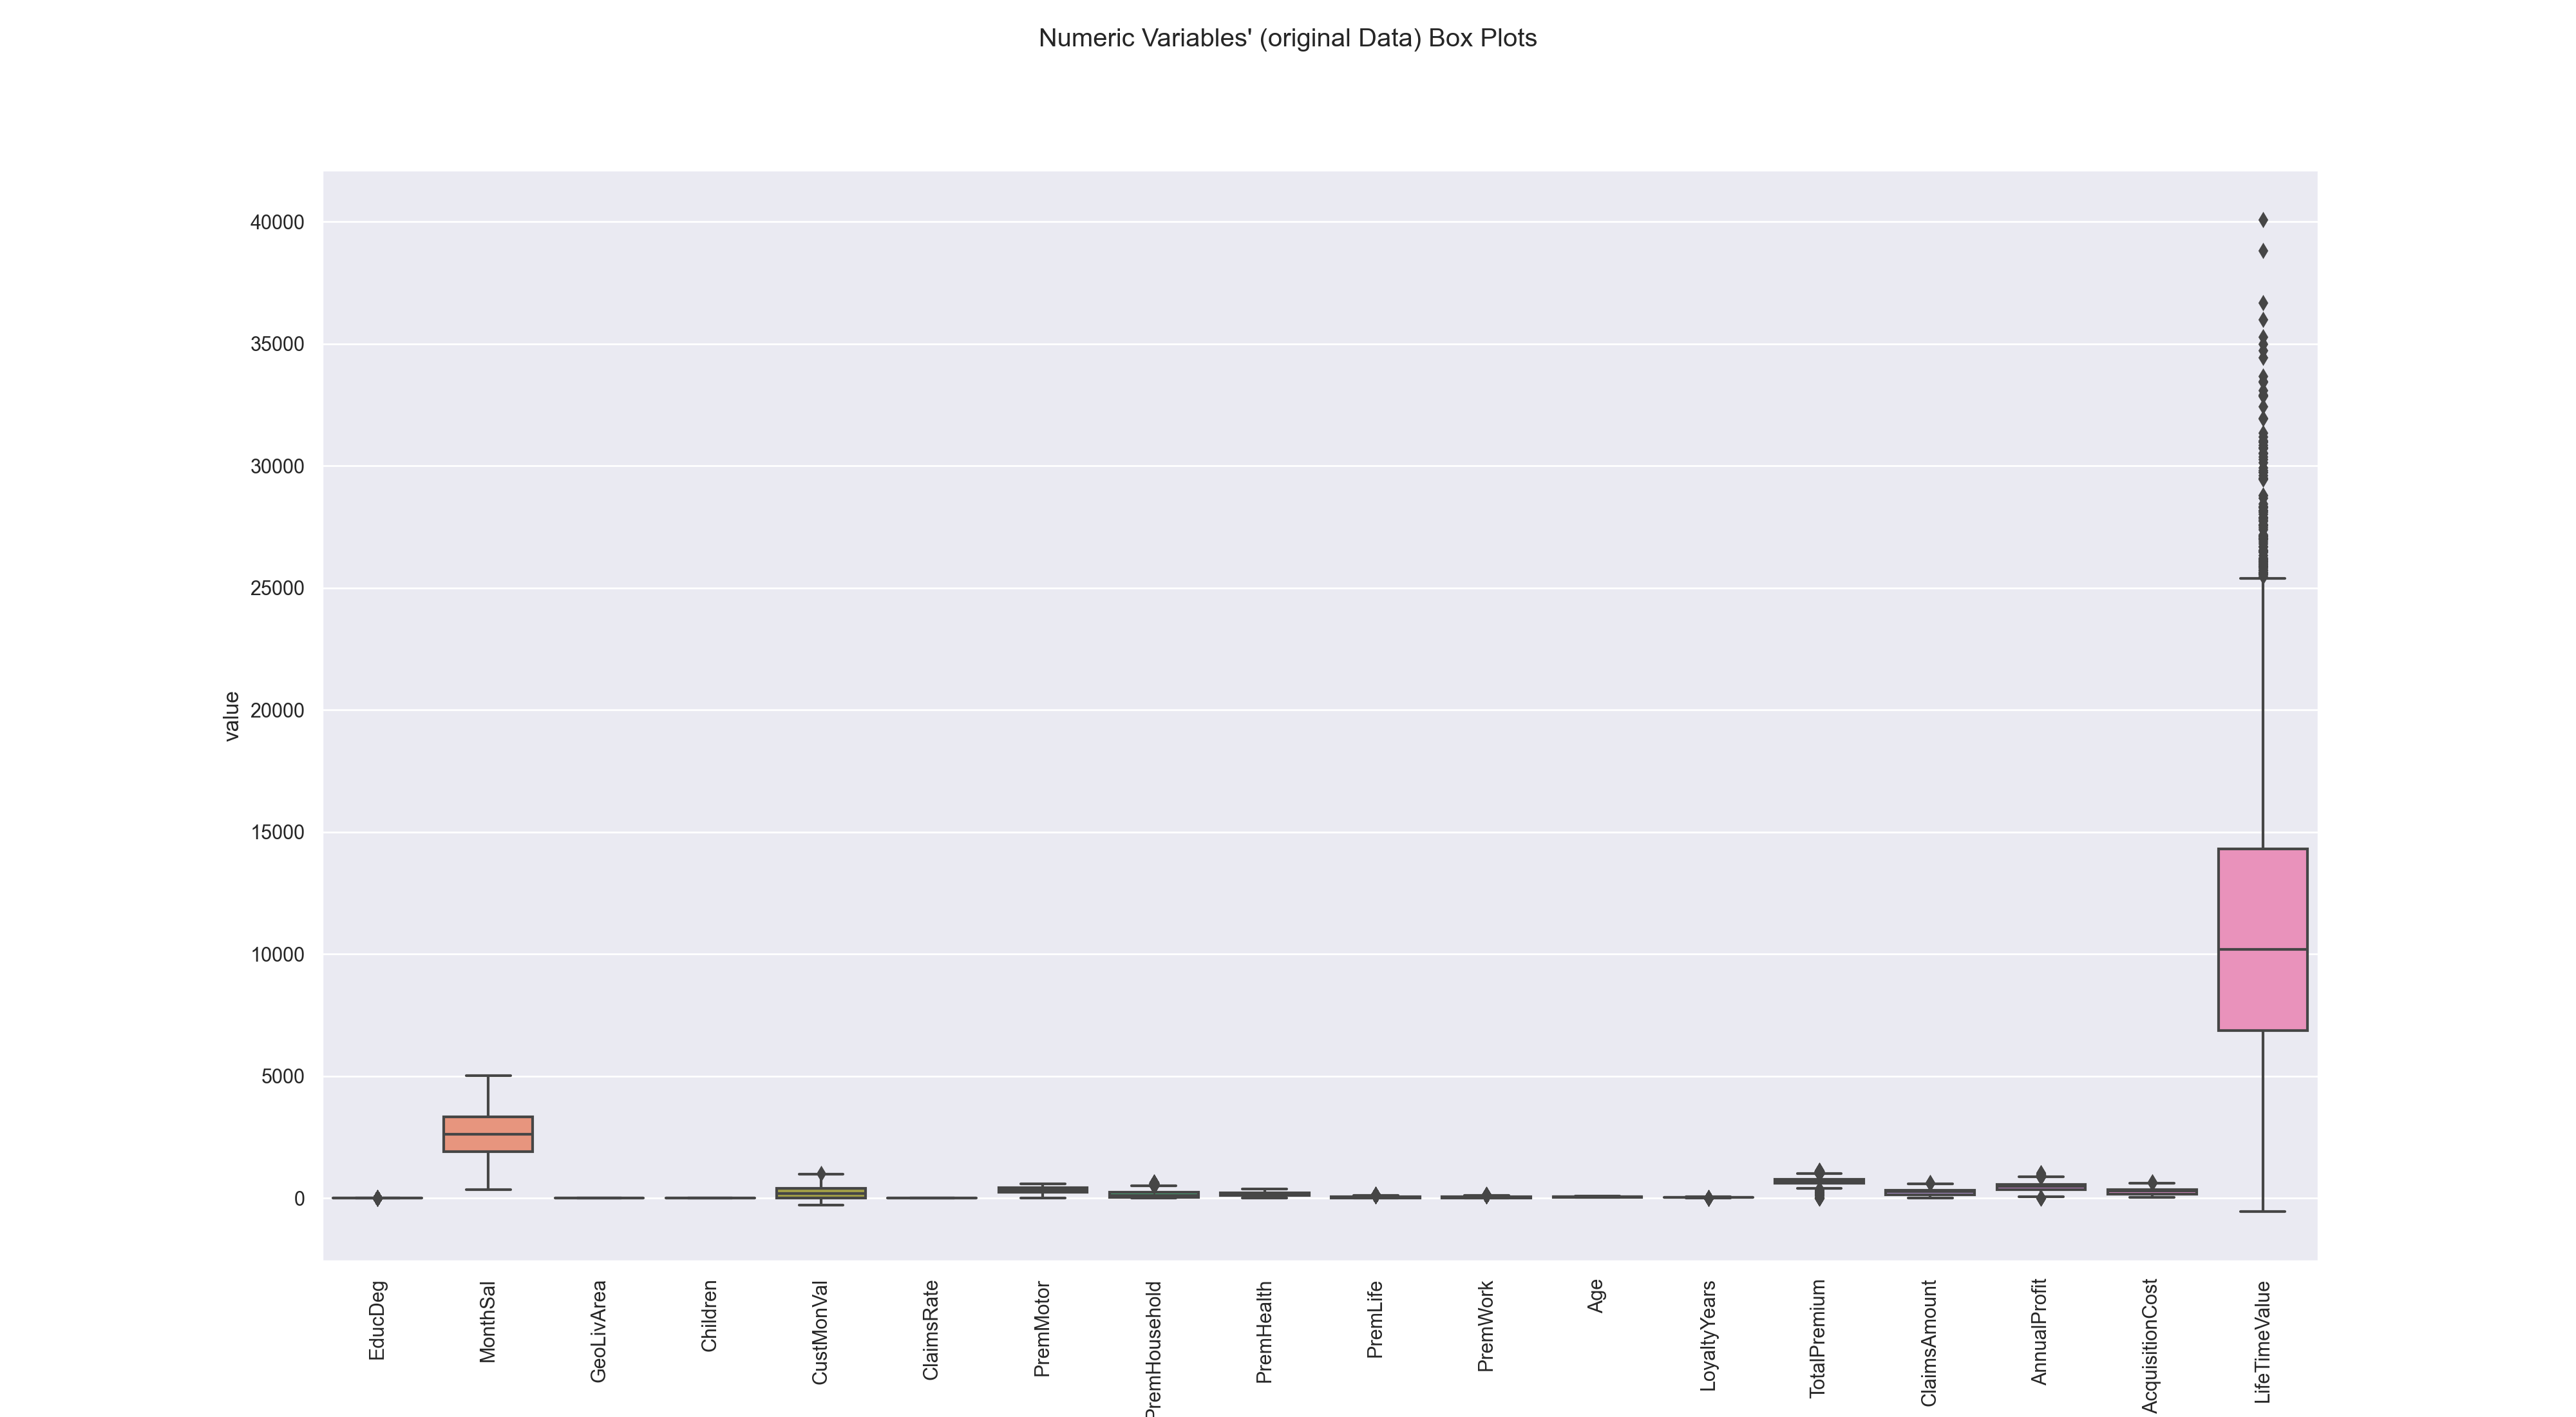 Numeric Variables' (original Data) Box Plots
40000
35000
30000
25000
20000
15000
10000
5000
0
value
EducDeg
MonthSal
GeoLivArea
Children
CustMonVal
ClaimsRate
PremMotor
PremHousehold
PremHealth
PremLife
PremWork
Age
LoyaltyYears
TotalPremium
ClaimsAmount
AnnualProfit
AcquisitionCost
LifeTimeValue